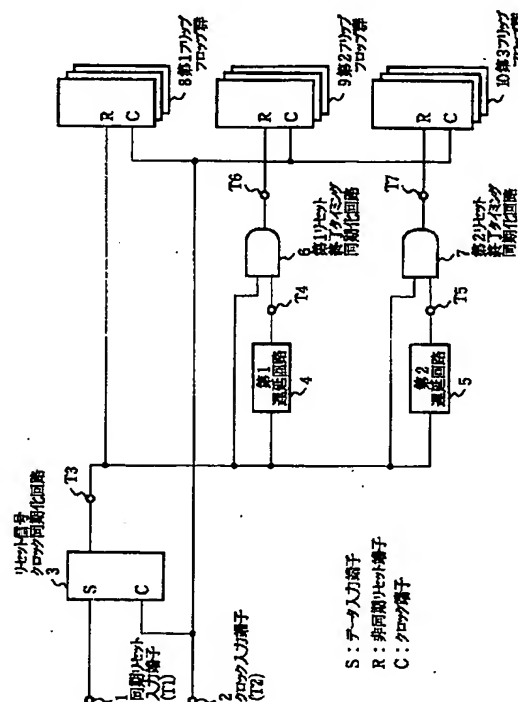 1
同期リセット
入力端子
(T1)
2
クロック入力端子
(T2)
リセット信号
クロック同期化回路
3
S
C
T3
第1
遅延回路
4
第2
遅延回路
5
T4
T5
6
第1リセット
終了タイミング
同期化回路
7
第2リセット
終了タイミング
同期化回路
T6
T7
R
C
8第1フリップ
フロップ群
R
C
9第2フリップ
フロップ群
R
C
10第3フリップ
フロップ群
S:データ入力端子
R:非同期リセット端子
C:クロック端子